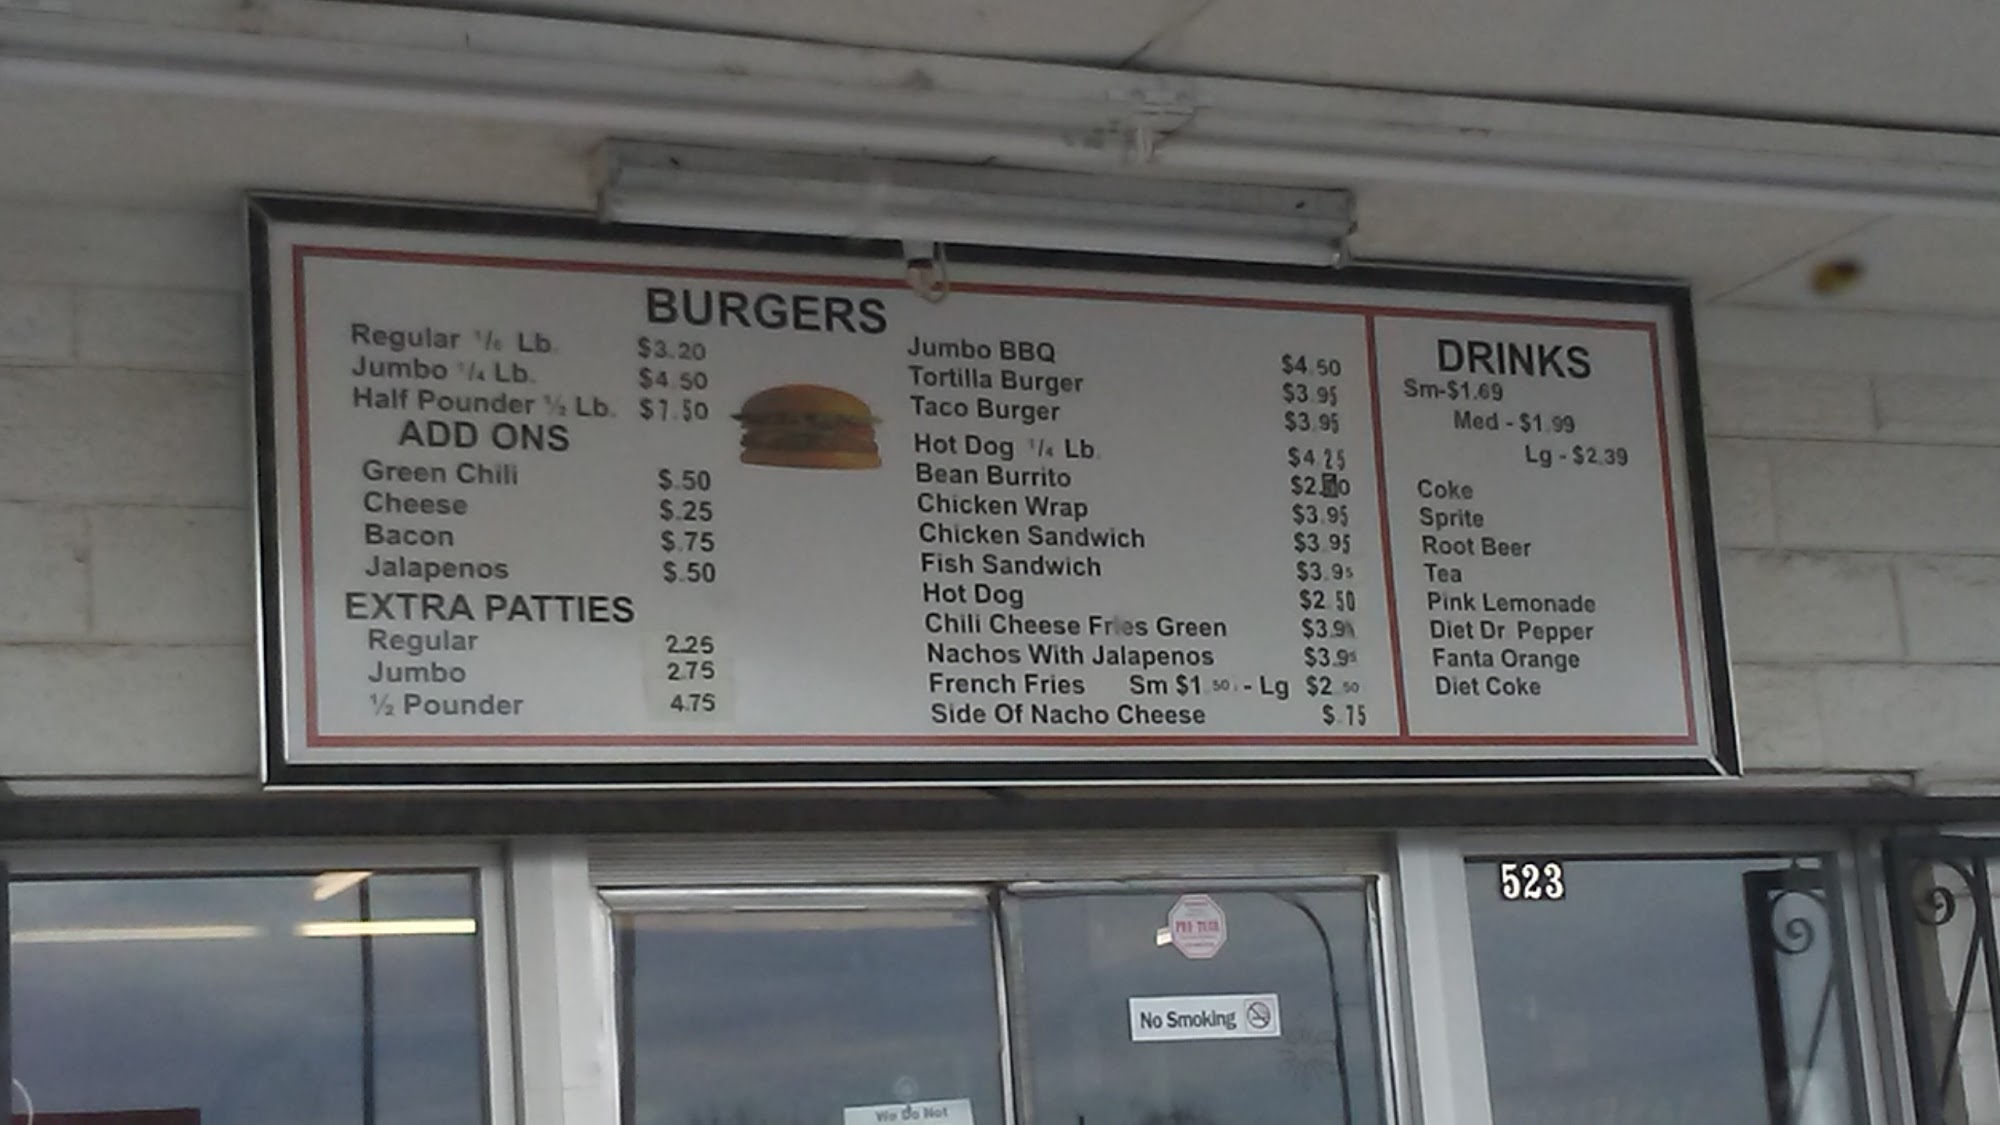 BURGERS
Regular 1/6 Lb. $3.20
Jumbo 1/4 Lb. $4.50
Half Pounder ½ Lb. $7.50
ADD ONS
Green Chili $.50
Cheese $.25
Bacon $.75
Jalapenos $.50
EXTRA PATTIES
Regular 2.25
Jumbo 2.75
½ Pounder 4.75
Jumbo BBQ $4.50
Tortilla Burger $3.95
Taco Burger $3.95
Hot Dog 1/4 Lb. $4.25
Bean Burrito
Chicken Wrap $3.95
Chicken Sandwich $3.95
Fish Sandwich $3.95
Hot Dog $2.50
Chili Cheese Fries Green
Nachos With Jalapenos $3.95
French Fries Sm $1.50 - Lg $2.50
Side Of Nacho Cheese $.75
DRINKS
Sm-$1.69
Med - $1.99
Lg - $2.39
Coke
Sprite
Root Beer
Tea
Pink Lemonade
Diet Dr Pepper
Fanta Orange
Diet Coke
523
No Smoking
We Do Not